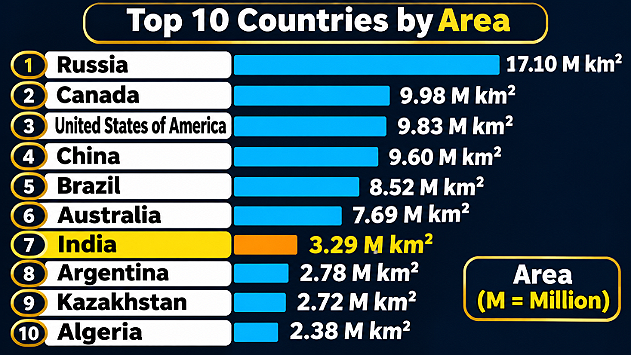 Top 10 Countries by Area
1 Russia 17.10 M km²
2 Canada 9.98 M km²
3 United States of America 9.83 M km²
4 China 9.60 M km²
5 Brazil 8.52 M km²
6 Australia 7.69 M km²
7 India 3.29 M km²
8 Argentina 2.78 M km²
9 Kazakhstan 2.72 M km²
10 Algeria 2.38 M km²
Area
(M = Million)